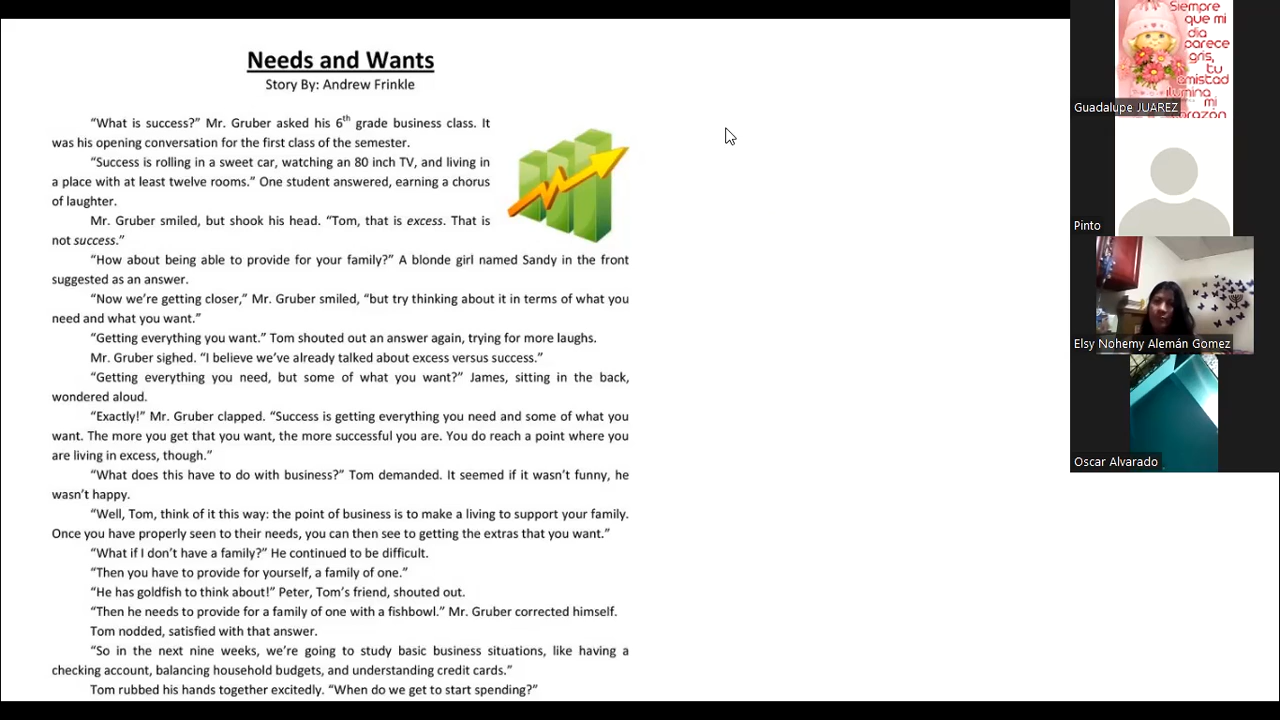 Needs and Wants
Story By: Andrew Frinkle
“What is success?” Mr. Gruber asked his 6th grade business class. It
was his opening conversation for the first class of the semester.
“Success is rolling in a sweet car, watching an 80 inch TV, and living in
a place with at least twelve rooms.” One student answered, earning a chorus
of laughter.
Mr. Gruber smiled, but shook his head. “Tom, that is excess. That is
not success.”
“How about being able to provide for your family?” A blonde girl named Sandy in the front
suggested as an answer.
“Now we’re getting closer,” Mr. Gruber smiled, “but try thinking about it in terms of what you
need and what you want.”
“Getting everything you want.” Tom shouted out an answer again, trying for more laughs.
Mr. Gruber sighed. “I believe we’ve already talked about excess versus success.”
“Getting everything you need, but some of what you want?” James, sitting in the back,
wondered aloud.
“Exactly!” Mr. Gruber clapped. “Success is getting everything you need and some of what you
want. The more you get that you want, the more successful you are. You do reach a point where you
are living in excess, though.”
“What does this have to do with business?” Tom demanded. It seemed if it wasn’t funny, he
wasn’t happy.
“Well, Tom, think of it this way: the point of business is to make a living to support your family.
Once you have properly seen to their needs, you can then see to getting the extras that you want.”
“What if I don’t have a family?” He continued to be difficult.
“Then you have to provide for yourself, a family of one.”
“He has goldfish to think about!” Peter, Tom’s friend, shouted out.
“Then he needs to provide for a family of one with a fishbowl.” Mr. Gruber corrected himself.
Tom nodded, satisfied with that answer.
“So in the next nine weeks, we’re going to study basic business situations, like having a
checking account, balancing household budgets, and understanding credit cards.”
Tom rubbed his hands together excitedly. “When do we get to start spending?”
Siempre
que mi
dia
parece
gris,
tu
amistad
ilumina
mi
corazón
Guadalupe JUAREZ
Pinto
Elsy Nohemy Alemán Gomez
Oscar Alvarado